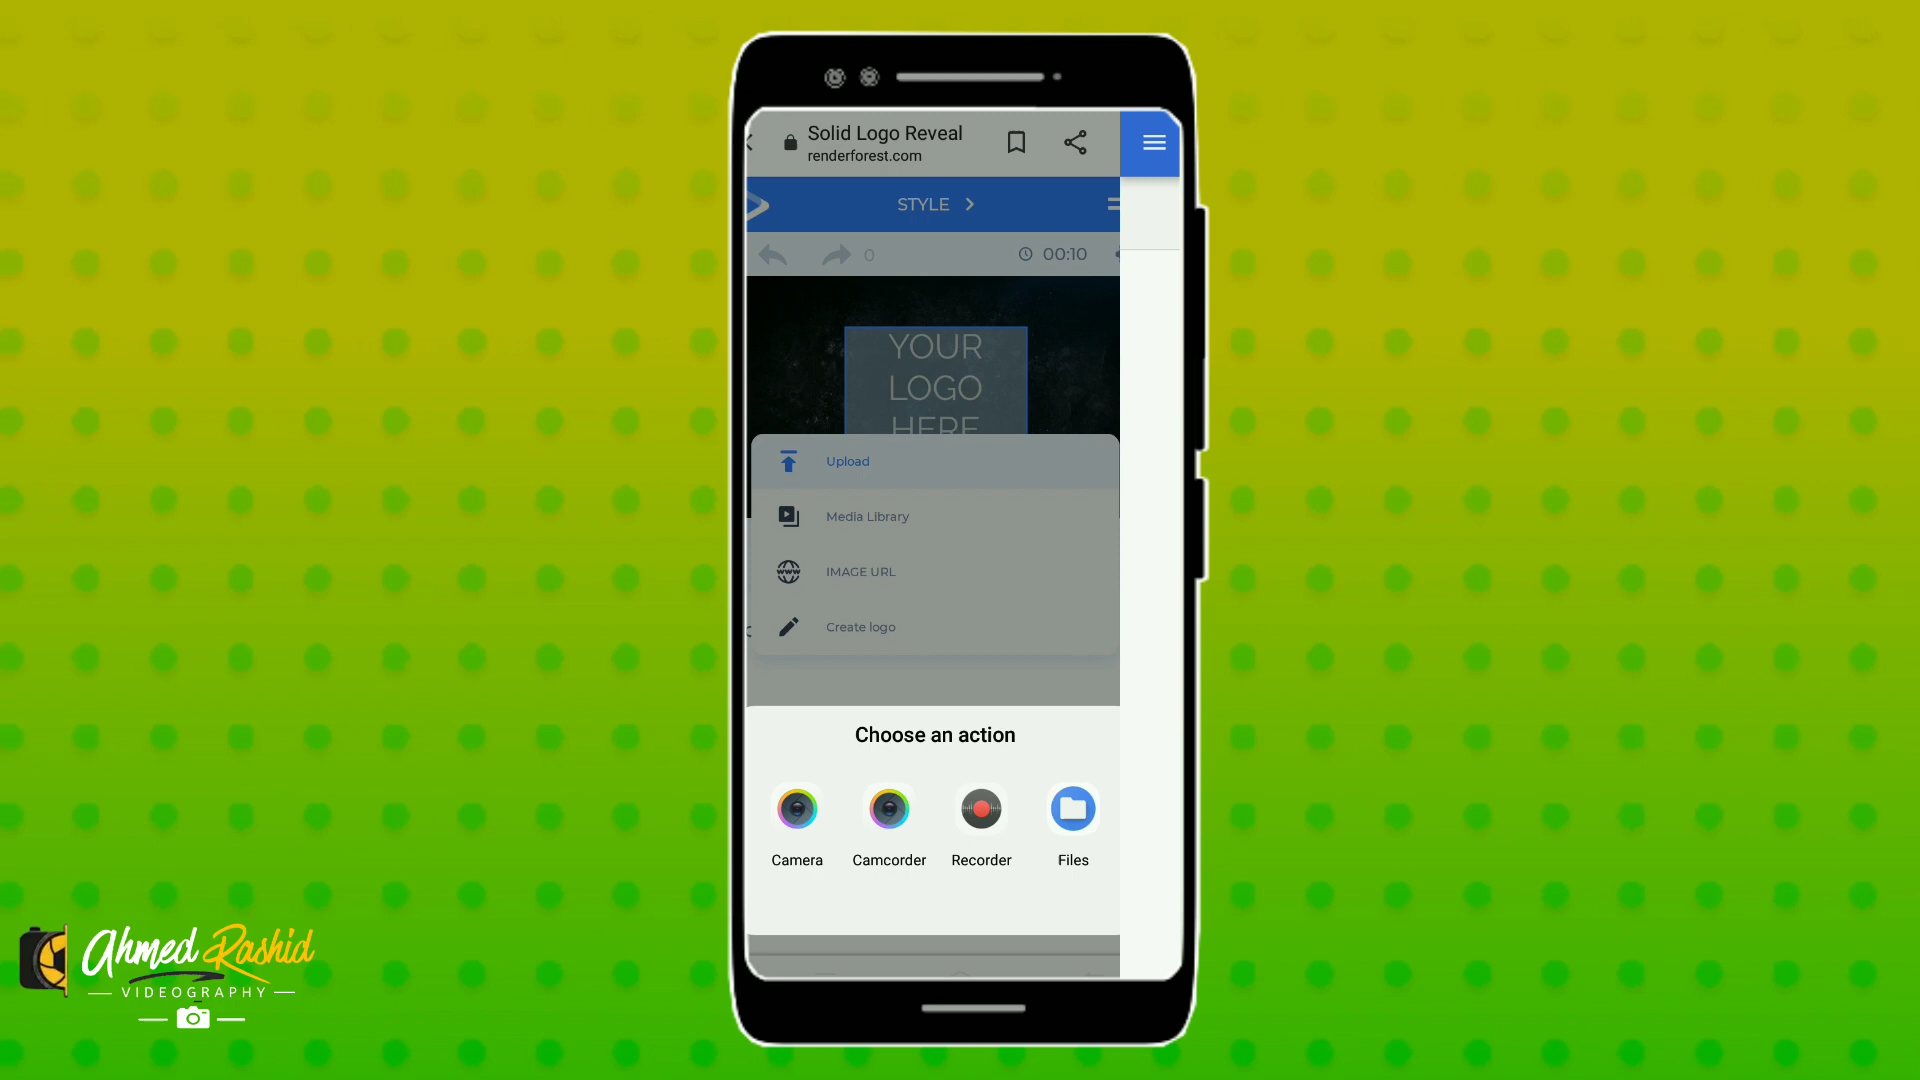 Solid Logo Reveal
renderforest.com
STYLE
0
00:10
YOUR
LOGO
HERE
Upload
Media Library
IMAGE URL
Create logo
Choose an action
Camera
Camcorder
Recorder
Files
Ahmed Rashid
VIDEOGRAPHY